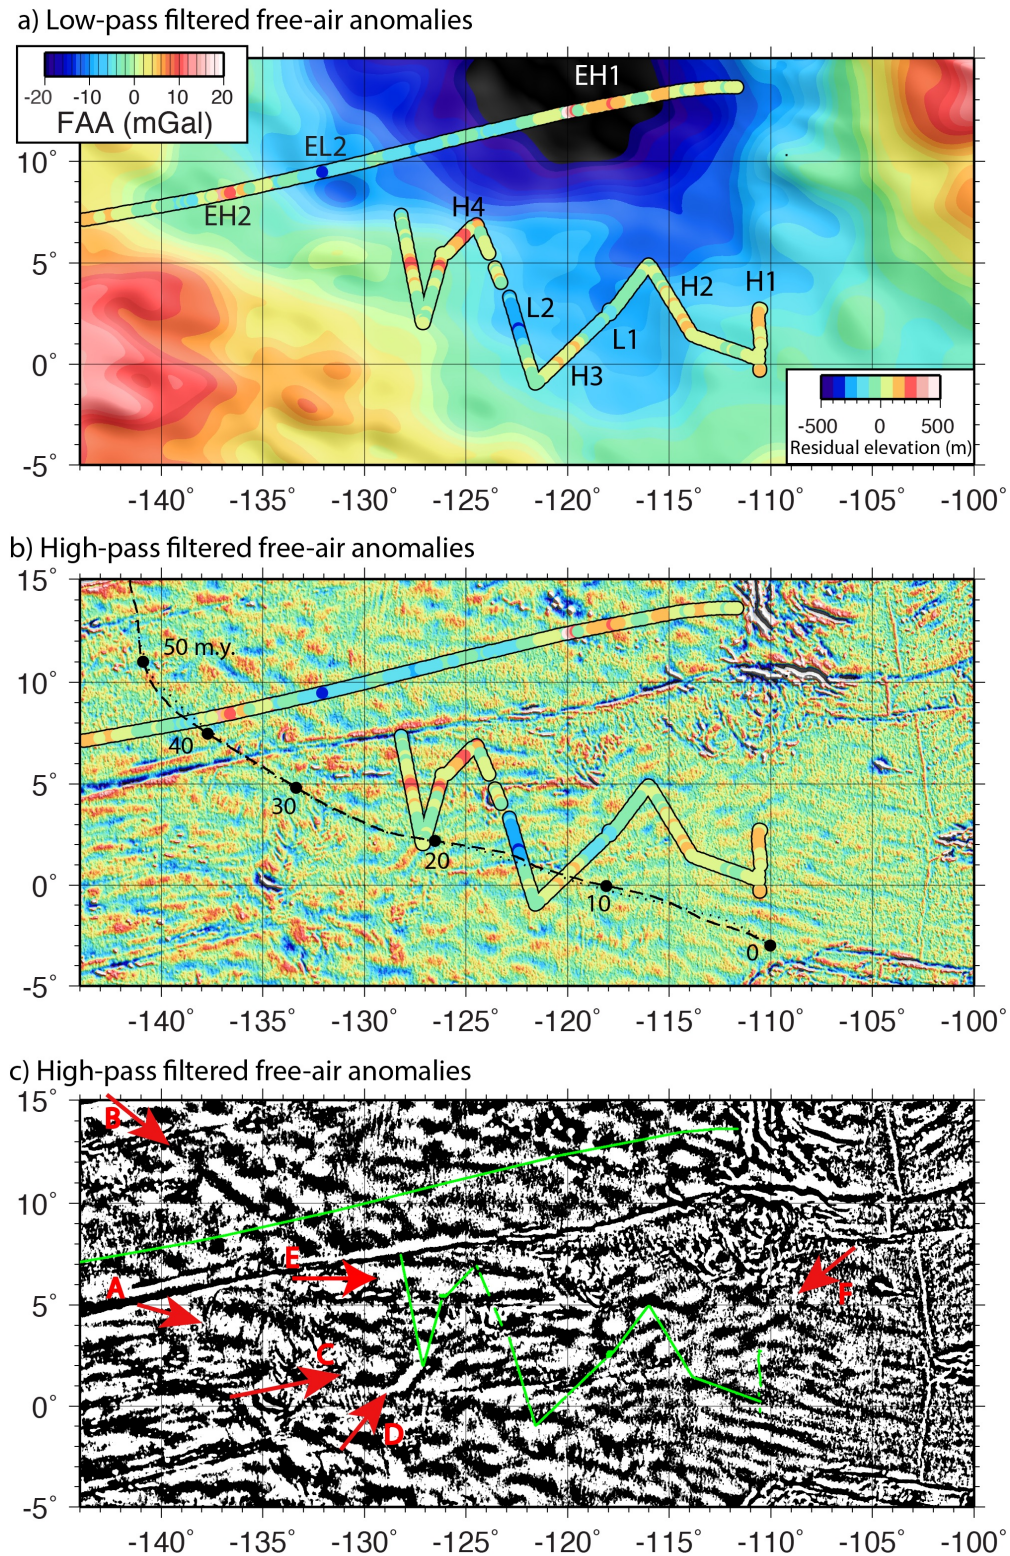 a) Low-pass filtered free-air anomalies
-20 -10 0 10 20
FAA (mGal)
EH1
EL2
10°
EH2
H4
5°
H2
H1
L2
L1
0°
H3
-500 0 500
Residual elevation (m)
-5°
-140° -135° -130° -125° -120° -115° -110° -105° -100°
b) High-pass filtered free-air anomalies
15°
50 m.y.
10°
40
5°
30
20
0°
10
0
-5°
-140° -135° -130° -125° -120° -115° -110° -105° -100°
c) High-pass filtered free-air anomalies
15°
B
10°
E
A
F
5°
C
0°
D
-5°
-140° -135° -130° -125° -120° -115° -110° -105° -100°